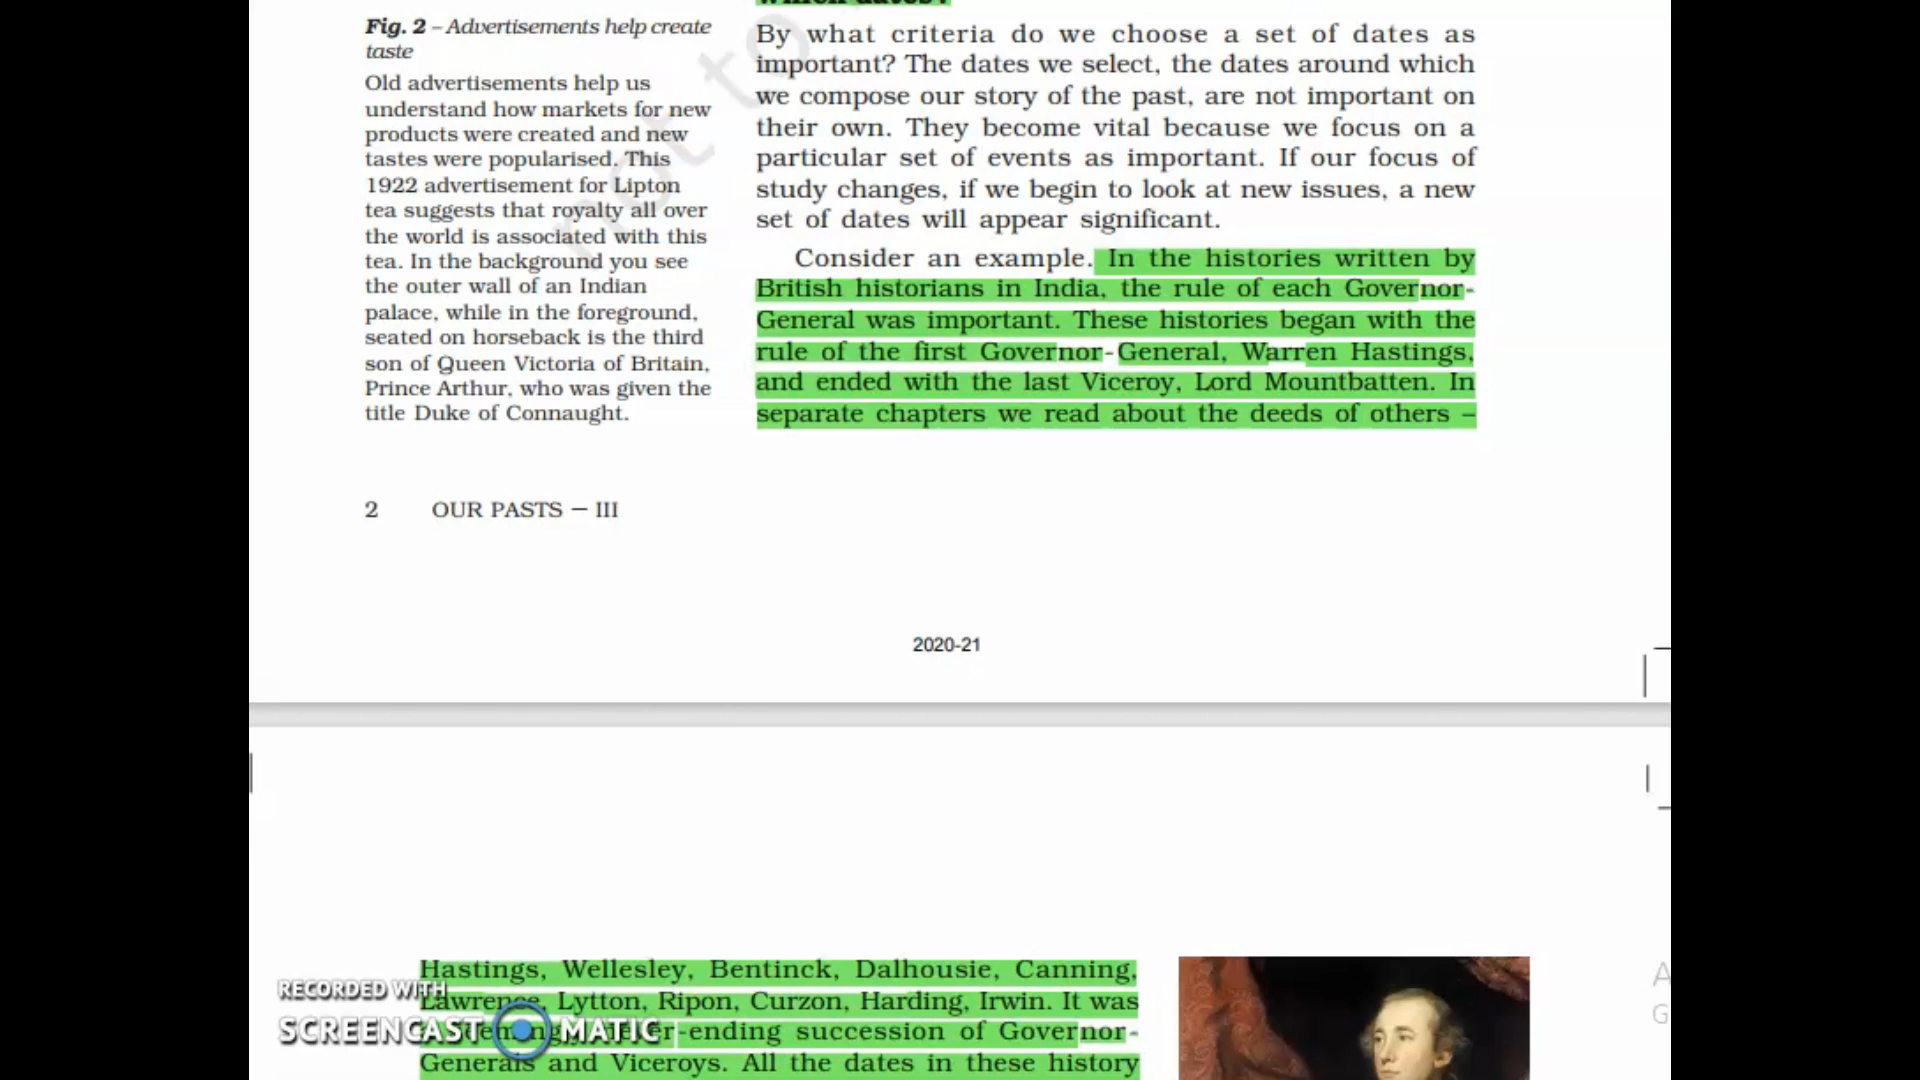 which dates?
Fig. 2 – Advertisements help create
taste
Old advertisements help us
understand how markets for new
products were created and new
tastes were popularised. This
1922 advertisement for Lipton
tea suggests that royalty all over
the world is associated with this
tea. In the background you see
the outer wall of an Indian
palace, while in the foreground,
seated on horseback is the third
son of Queen Victoria of Britain,
Prince Arthur, who was given the
title Duke of Connaught.
By what criteria do we choose a set of dates as
important? The dates we select, the dates around which
we compose our story of the past, are not important on
their own. They become vital because we focus on a
particular set of events as important. If our focus of
study changes, if we begin to look at new issues, a new
set of dates will appear significant.
Consider an example. In the histories written by
British historians in India, the rule of each Governor-
General was important. These histories began with the
rule of the first Governor-General, Warren Hastings,
and ended with the last Viceroy, Lord Mountbatten. In
separate chapters we read about the deeds of others –
not to
2 OUR PASTS – III
2020-21
Hastings, Wellesley, Bentinck, Dalhousie, Canning,
Lawrence, Lytton, Ripon, Curzon, Harding, Irwin. It was
-ending succession of Governor-
Generals and Viceroys. All the dates in these history
RECORDED WITH
SCREENCAST MATIC
A
G